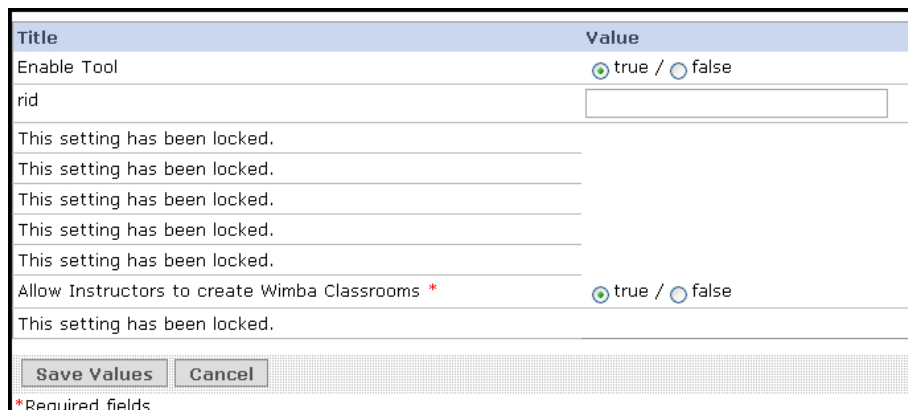 Title Value
Enable Tool true / false
rid
This setting has been locked.
This setting has been locked.
This setting has been locked.
This setting has been locked.
This setting has been locked.
Allow Instructors to create Wimba Classrooms * true / false
This setting has been locked.
Save Values Cancel
*Required fields